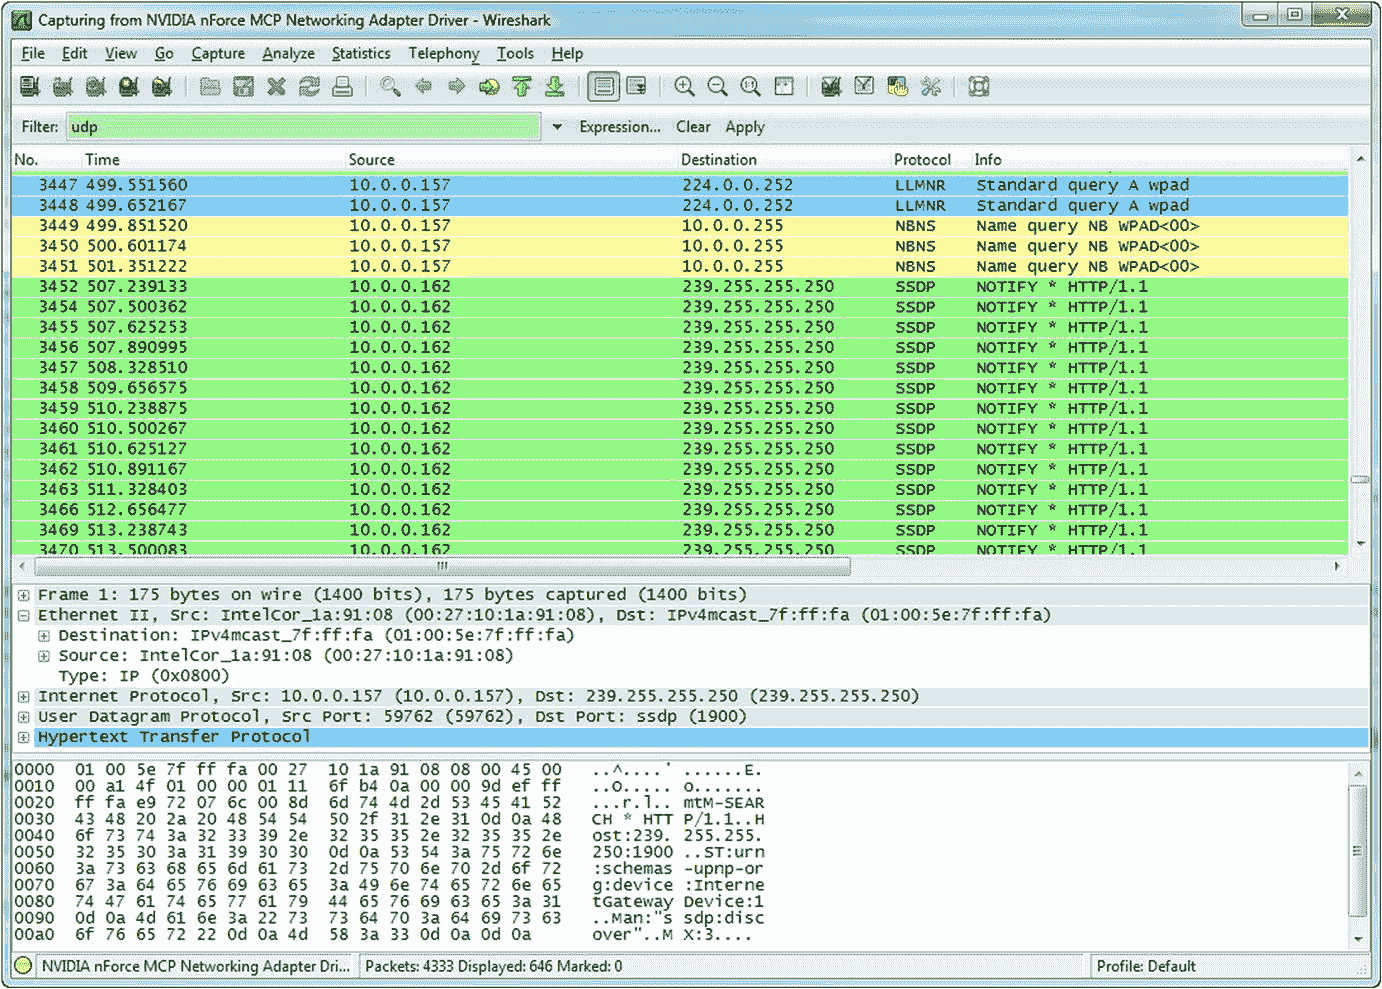 Capturing from NVIDIA nForce MCP Networking Adapter Driver - Wireshark
File Edit View Go Capture Analyze Statistics Telephony Tools Help
Filter: udp Expression... Clear Apply
No. Time Source Destination Protocol Info
3447 499.551560 10.0.0.157 224.0.0.252 LLMNR Standard query A wpad
3448 499.652167 10.0.0.157 224.0.0.252 LLMNR Standard query A wpad
3449 499.851520 10.0.0.157 10.0.0.255 NBNS Name query NB WPAD<00>
3450 500.601174 10.0.0.157 10.0.0.255 NBNS Name query NB WPAD<00>
3451 501.351222 10.0.0.157 10.0.0.255 NBNS Name query NB WPAD<00>
3452 507.239133 10.0.0.162 239.255.255.250 SSDP NOTIFY * HTTP/1.1
3454 507.500362 10.0.0.162 239.255.255.250 SSDP NOTIFY * HTTP/1.1
3455 507.625253 10.0.0.162 239.255.255.250 SSDP NOTIFY * HTTP/1.1
3456 507.890995 10.0.0.162 239.255.255.250 SSDP NOTIFY * HTTP/1.1
3457 508.328510 10.0.0.162 239.255.255.250 SSDP NOTIFY * HTTP/1.1
3458 509.656575 10.0.0.162 239.255.255.250 SSDP NOTIFY * HTTP/1.1
3459 510.238875 10.0.0.162 239.255.255.250 SSDP NOTIFY * HTTP/1.1
3460 510.500267 10.0.0.162 239.255.255.250 SSDP NOTIFY * HTTP/1.1
3461 510.625127 10.0.0.162 239.255.255.250 SSDP NOTIFY * HTTP/1.1
3462 510.891167 10.0.0.162 239.255.255.250 SSDP NOTIFY * HTTP/1.1
3463 511.328403 10.0.0.162 239.255.255.250 SSDP NOTIFY * HTTP/1.1
3466 512.656477 10.0.0.162 239.255.255.250 SSDP NOTIFY * HTTP/1.1
3469 513.238743 10.0.0.162 239.255.255.250 SSDP NOTIFY * HTTP/1.1
3470 513.500083 10.0.0.162 239.255.255.250 SSDP NOTIFY * HTTP/1.1
Frame 1: 175 bytes on wire (1400 bits), 175 bytes captured (1400 bits)
Ethernet II, Src: IntelCor_1a:91:08 (00:27:10:1a:91:08), Dst: IPv4mcast_7f:ff:fa (01:00:5e:7f:ff:fa)
Destination: IPv4mcast_7f:ff:fa (01:00:5e:7f:ff:fa)
Source: IntelCor_1a:91:08 (00:27:10:1a:91:08)
Type: IP (0x0800)
Internet Protocol, Src: 10.0.0.157 (10.0.0.157), Dst: 239.255.255.250 (239.255.255.250)
User Datagram Protocol, Src Port: 59762 (59762), Dst Port: ssdp (1900)
Hypertext Transfer Protocol
0000 01 00 5e 7f ff fa 00 27 10 1a 91 08 08 00 45 00 ..^....' ......E.
0010 00 a1 4f 01 00 00 01 11 6f b4 0a 00 00 9d ef ff ..O..... o.......
0020 ff fa e9 72 07 6c 00 8d 6d 74 4d 2d 53 45 41 52 ...r.l.. mtM-SEAR
0030 43 48 20 2a 20 48 54 54 50 2f 31 2e 31 0d 0a 48 CH * HTT P/1.1..H
0040 6f 73 74 3a 32 33 39 2e 32 35 35 2e 32 35 35 2e ost:239. 255.255.
0050 32 35 30 3a 31 39 30 30 0d 0a 53 54 3a 75 72 6e 250:1900 ..ST:urn
0060 3a 73 63 68 65 6d 61 73 2d 75 70 6e 70 2d 6f 72 :schemas -upnp-or
0070 67 3a 64 65 76 69 63 65 3a 49 6e 74 65 72 6e 65 g:device :Interne
0080 74 47 61 74 65 77 61 79 44 65 76 69 63 65 3a 31 tGateway Device:1
0090 0d 0a 4d 61 6e 3a 22 73 73 64 70 3a 64 69 73 63 ..Man:"s sdp:disc
00a0 6f 76 65 72 22 0d 0a 4d 58 3a 33 0d 0a 0d 0a over"..M X:3....
NVIDIA nForce MCP Networking Adapter Dri... Packets: 4333 Displayed: 646 Marked: 0 Profile: Default